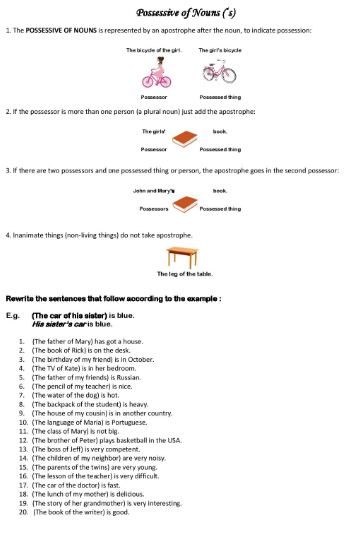 Possessive of Nouns ('s)
1. The POSSESSIVE OF NOUNS is represented by an apostrophe after the noun, to indicate possession:
The bicycle of the girl. The girl's bicycle
Possessor Possessed thing
2. If the possessor is more than one person (a plural noun) just add the apostrophe:
The girls' book.
Possessor Possessed thing
3. If there are two possessors and one possessed thing or person, the apostrophe goes in the second possessor:
John and Mary's book.
Possessors Possessed thing
4. Inanimate things (non-living things) do not take apostrophe.
The leg of the table.
Rewrite the sentences that follow according to the example :
E.g. (The car of his sister) is blue.
His sister's car is blue.
1. (The father of Mary) has got a house.
2. (The book of Rick) is on the desk.
3. (The birthday of my friend) is in October.
4. (The TV of Kate) is in her bedroom.
5. (The father of my friends) is Russian.
6. (The pencil of my teacher) is nice.
7. (The water of the dog) is hot.
8. (The backpack of the student) is heavy.
9. (The house of my cousin) is in another country.
10. (The language of Maria) is Portuguese.
11. (The class of Mary) is not big.
12. (The brother of Peter) plays basketball in the USA.
13. (The boss of Jeff) is very competent.
14. (The children of my neighbor) are very noisy.
15. (The parents of the twins) are very young.
16. (The lesson of the teacher) is very difficult.
17. (The car of the doctor) is fast.
18. (The lunch of my mother) is delicious.
19. (The story of her grandmother) is very interesting.
20. (The book of the writer) is good.